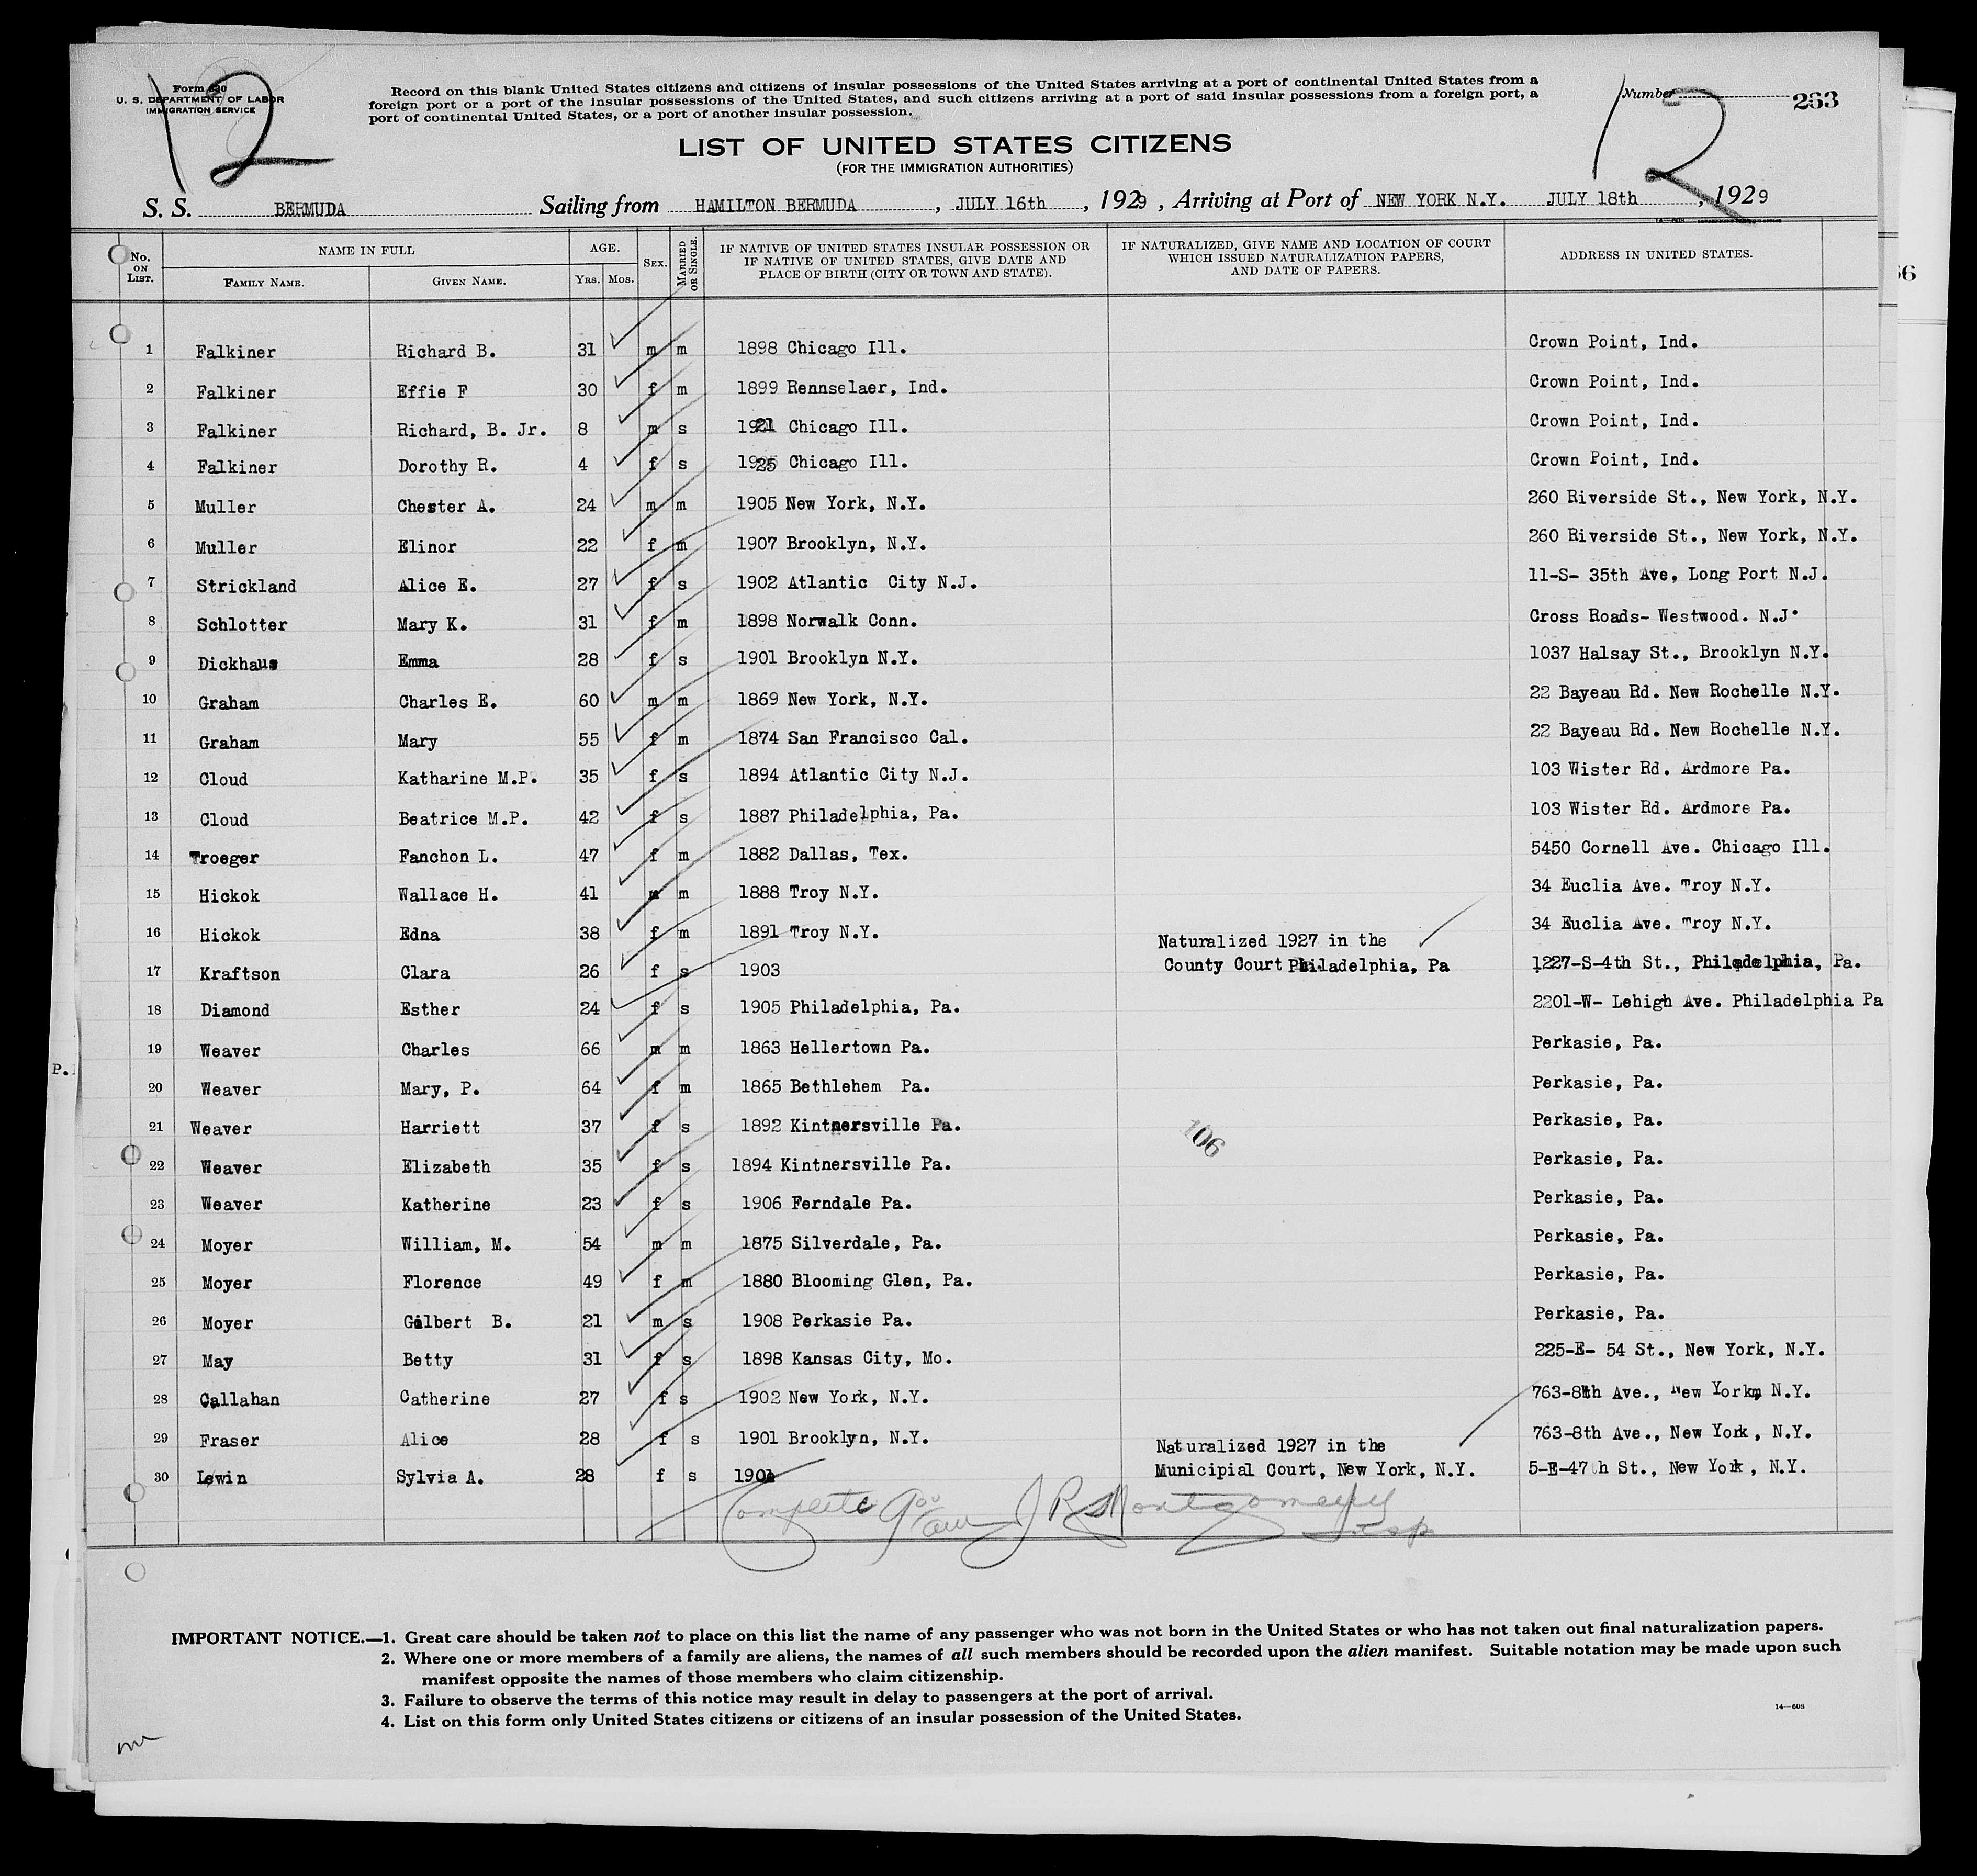 Form 630
U. S. DEPARTMENT OF LABOR
IMMIGRATION SERVICE
12
Record on this blank United States citizens and citizens of insular possessions of the United States arriving at a port of continental United States from a
foreign port or a port of the insular possessions of the United States, and such citizens arriving at a port of said insular possessions from a foreign port, a
port of continental United States, or a port of another insular possession.
Number 263
12
LIST OF UNITED STATES CITIZENS
(FOR THE IMMIGRATION AUTHORITIES)
S. S. BERMUDA Sailing from HAMILTON BERMUDA , JULY 16th , 1929 , Arriving at Port of NEW YORK N.Y. JULY 18th , 1929
No. ON LIST. NAME IN FULL FAMILY NAME. GIVEN NAME. AGE. YRS. MOS. SEX. MARRIED OR SINGLE. IF NATIVE OF UNITED STATES INSULAR POSSESSION OR IF NATIVE OF UNITED STATES, GIVE DATE AND PLACE OF BIRTH (CITY OR TOWN AND STATE). IF NATURALIZED, GIVE NAME AND LOCATION OF COURT WHICH ISSUED NATURALIZATION PAPERS, AND DATE OF PAPERS. ADDRESS IN UNITED STATES.
66
1 Falkiner Richard B. 31 m m 1898 Chicago Ill. Crown Point, Ind.
2 Falkiner Effie F 30 f m 1899 Rennselaer, Ind. Crown Point, Ind.
3 Falkiner Richard, B. Jr. 8 m s 1921 Chicago Ill. Crown Point, Ind.
4 Falkiner Dorothy R. 4 f s 1925 Chicago Ill. Crown Point, Ind.
5 Muller Chester A. 24 m m 1905 New York, N.Y. 260 Riverside St., New York, N.Y.
6 Muller Elinor 22 f m 1907 Brooklyn, N.Y. 260 Riverside St., New York, N.Y.
7 Strickland Alice E. 27 f s 1902 Atlantic City N.J. 11-S- 35th Ave, Long Port N.J.
8 Schlotter Mary K. 31 f m 1898 Norwalk Conn. Cross Roads- Westwood. N.J.
9 Dickhaus Emma 28 f s 1901 Brooklyn N.Y. 1037 Halsay St., Brooklyn N.Y.
10 Graham Charles E. 60 m m 1869 New York, N.Y. 22 Bayeau Rd. New Rochelle N.Y.
11 Graham Mary 55 f m 1874 San Francisco Cal. 22 Bayeau Rd. New Rochelle N.Y.
12 Cloud Katharine M.P. 35 f s 1894 Atlantic City N.J. 103 Wister Rd. Ardmore Pa.
13 Cloud Beatrice M.P. 42 f s 1887 Philadelphia, Pa. 103 Wister Rd. Ardmore Pa.
14 Troeger Fanchon L. 47 f m 1882 Dallas, Tex. 5450 Cornell Ave. Chicago Ill.
15 Hickok Wallace H. 41 m m 1888 Troy N.Y. 34 Euclia Ave. Troy N.Y.
16 Hickok Edna 38 f m 1891 Troy N.Y. 34 Euclia Ave. Troy N.Y.
Naturalized 1927 in the
17 Kraftson Clara 26 f s 1903 County Court Philadelphia, Pa 1227-S-4th St., Philadelphia, Pa.
18 Diamond Esther 24 f s 1905 Philadelphia, Pa. 2201-W- Lehigh Ave. Philadelphia Pa
19 Weaver Charles 66 m m 1863 Hellertown Pa. Perkasie, Pa.
P.
20 Weaver Mary, P. 64 f m 1865 Bethlehem Pa. Perkasie, Pa.
21 Weaver Harriett 37 f s 1892 Kintnersville Pa. Perkasie, Pa.
106
22 Weaver Elizabeth 35 f s 1894 Kintnersville Pa. Perkasie, Pa.
23 Weaver Katherine 23 f s 1906 Ferndale Pa. Perkasie, Pa.
24 Moyer William, M. 54 m m 1875 Silverdale, Pa. Perkasie, Pa.
25 Moyer Florence 49 f m 1880 Blooming Glen, Pa. Perkasie, Pa.
26 Moyer Gilbert B. 21 m s 1908 Perkasie Pa. Perkasie, Pa.
27 May Betty 31 f s 1898 Kansas City, Mo. 225-E- 54 St., New York, N.Y.
28 Callahan Catherine 27 f s 1902 New York, N.Y. 763-8th Ave., New York, N.Y.
29 Fraser Alice 28 f s 1901 Brooklyn, N.Y. 763-8th Ave., New York, N.Y.
Naturalized 1927 in the
30 Lewin Sylvia A. 28 f s 1901 Municipial Court, New York, N.Y. 5-E-47th St., New York, N.Y.
Complete J R Montgomery Insp
IMPORTANT NOTICE.—1. Great care should be taken not to place on this list the name of any passenger who was not born in the United States or who has not taken out final naturalization papers.
2. Where one or more members of a family are aliens, the names of all such members should be recorded upon the alien manifest. Suitable notation may be made upon such
manifest opposite the names of those members who claim citizenship.
3. Failure to observe the terms of this notice may result in delay to passengers at the port of arrival.
4. List on this form only United States citizens or citizens of an insular possession of the United States.
14—608